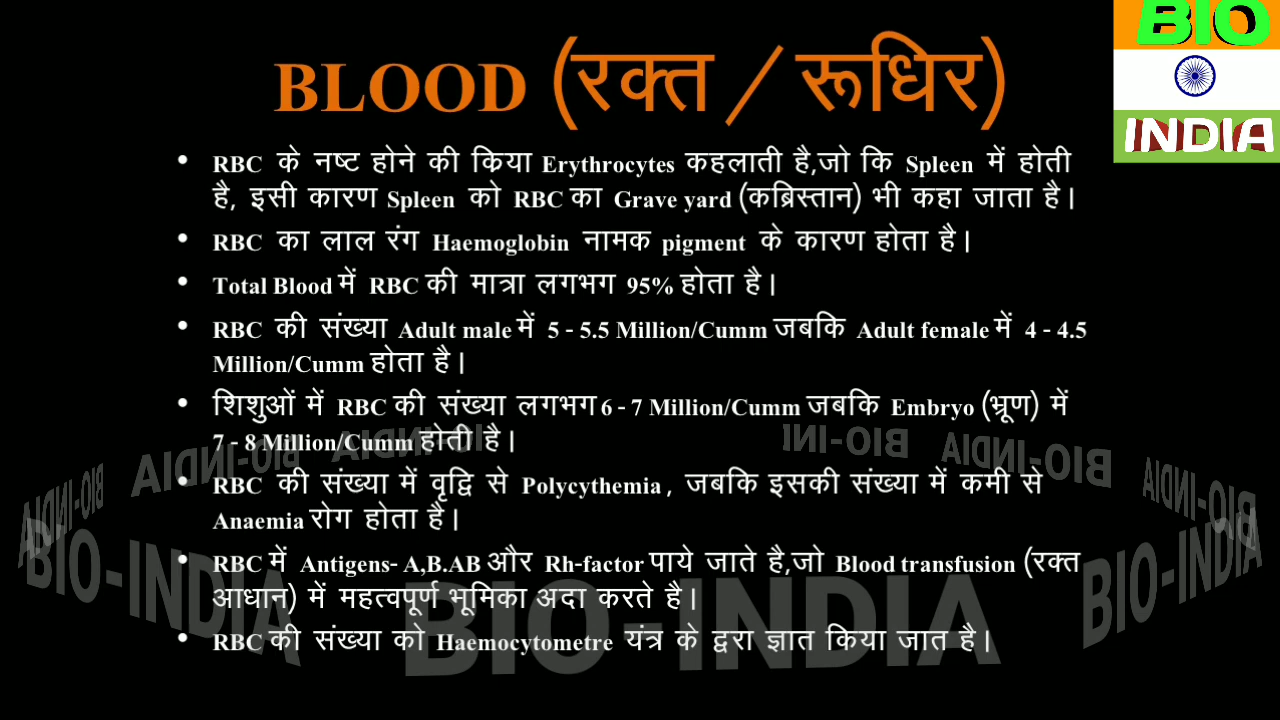 BIO
INDIA
BLOOD (रक्त / रूधिर)
• RBC के नष्ट होने की क्रिया Erythrocytes कहलाती है,जो कि Spleen में होती
है, इसी कारण Spleen को RBC का Grave yard (कब्रिस्तान) भी कहा जाता है।
• RBC का लाल रंग Haemoglobin नामक pigment के कारण होता है।
• Total Blood में RBC की मात्रा लगभग 95% होता है।
• RBC की संख्या Adult male में 5 - 5.5 Million/Cumm जबकि Adult female में 4 - 4.5
Million/Cumm होता है।
• शिशुओं में RBC की संख्या लगभग 6 - 7 Million/Cumm जबकि Embryo (भ्रूण) में
7 - 8 Million/Cumm होती है।
• RBC की संख्या में वृद्वि से Polycythemia , जबकि इसकी संख्या में कमी से
Anaemia रोग होता है।
• RBC में Antigens- A,B.AB और Rh-factor पाये जाते है,जो Blood transfusion (रक्त
आधान) में महत्वपूर्ण भूमिका अदा करते है।
• RBC की संख्या को Haemocytometre यंत्र के द्वरा ज्ञात किया जात है।
BIO-INDIA
BIO-INDIA
BIO-INDIA